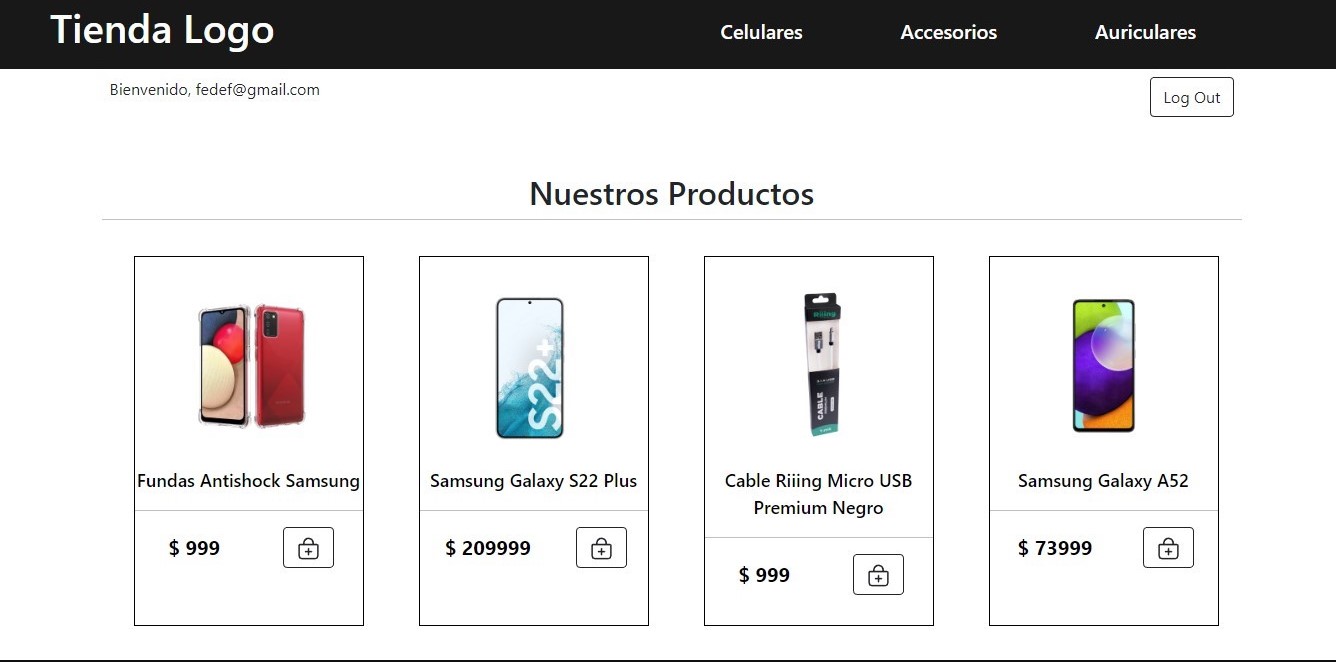 Tienda Logo
Celulares
Accesorios
Auriculares
Bienvenido, fedef@gmail.com
Log Out
Nuestros Productos
S22+
Riiing
CABLE
Fundas Antishock Samsung
Samsung Galaxy S22 Plus
Cable Riiing Micro USB
Premium Negro
Samsung Galaxy A52
$ 999
$ 209999
$ 999
$ 73999